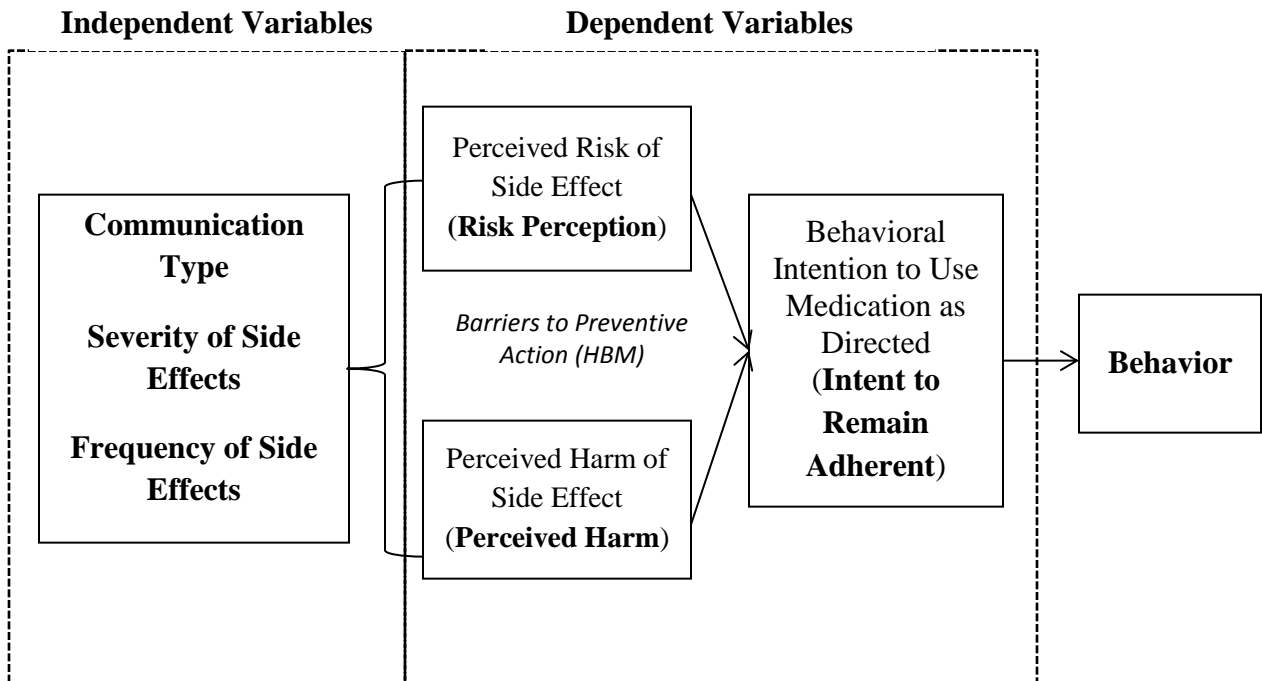 Independent Variables
Dependent Variables
Communication
Type
Severity of Side
Effects
Frequency of Side
Effects
Perceived Risk of
Side Effect
(Risk Perception)
Barriers to Preventive
Action (HBM)
Perceived Harm of
Side Effect
(Perceived Harm)
Behavioral
Intention to Use
Medication as
Directed
(Intent to
Remain
Adherent)
Behavior